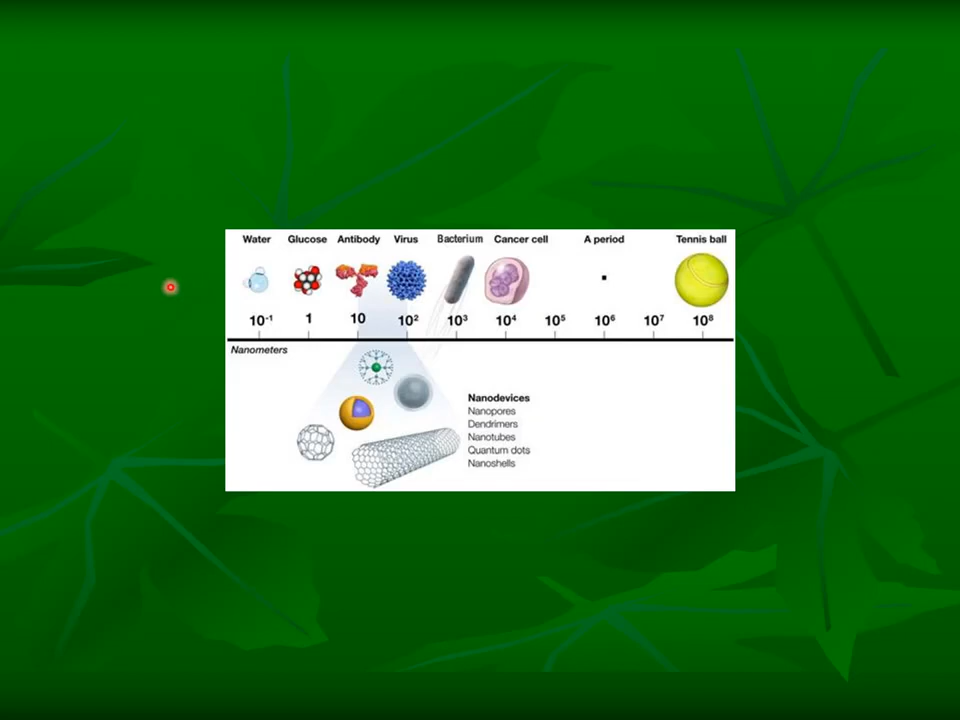 Water Glucose Antibody Virus Bacterium Cancer cell A period Tennis ball
10⁻¹ 1 10 10² 10³ 10⁴ 10⁵ 10⁶ 10⁷ 10⁸
Nanometers
Nanodevices
Nanopores
Dendrimers
Nanotubes
Quantum dots
Nanoshells